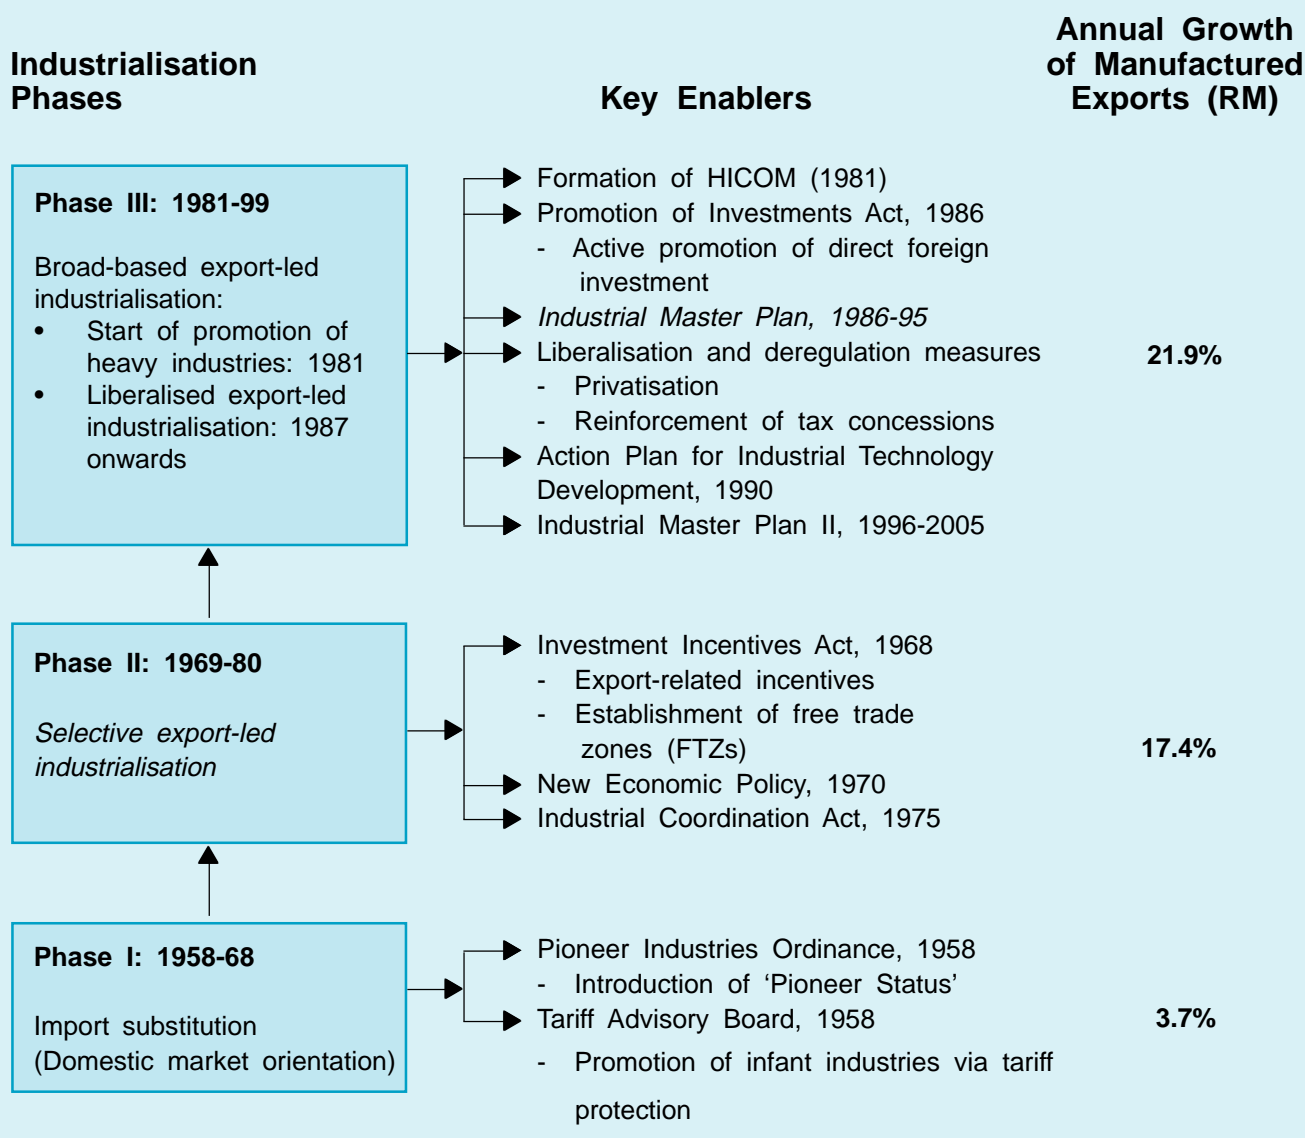 Industrialisation
Phases
Key Enablers
Annual Growth
of Manufactured
Exports (RM)
Phase III: 1981-99
Broad-based export-led
industrialisation:
• Start of promotion of
heavy industries: 1981
• Liberalised export-led
industrialisation: 1987
onwards
Formation of HICOM (1981)
Promotion of Investments Act, 1986
- Active promotion of direct foreign
investment
Industrial Master Plan, 1986-95
Liberalisation and deregulation measures
- Privatisation
- Reinforcement of tax concessions
Action Plan for Industrial Technology
Development, 1990
Industrial Master Plan II, 1996-2005
21.9%
Phase II: 1969-80
Selective export-led
industrialisation
Investment Incentives Act, 1968
- Export-related incentives
- Establishment of free trade
zones (FTZs)
New Economic Policy, 1970
Industrial Coordination Act, 1975
17.4%
Phase I: 1958-68
Import substitution
(Domestic market orientation)
Pioneer Industries Ordinance, 1958
- Introduction of ‘Pioneer Status’
Tariff Advisory Board, 1958
- Promotion of infant industries via tariff
protection
3.7%